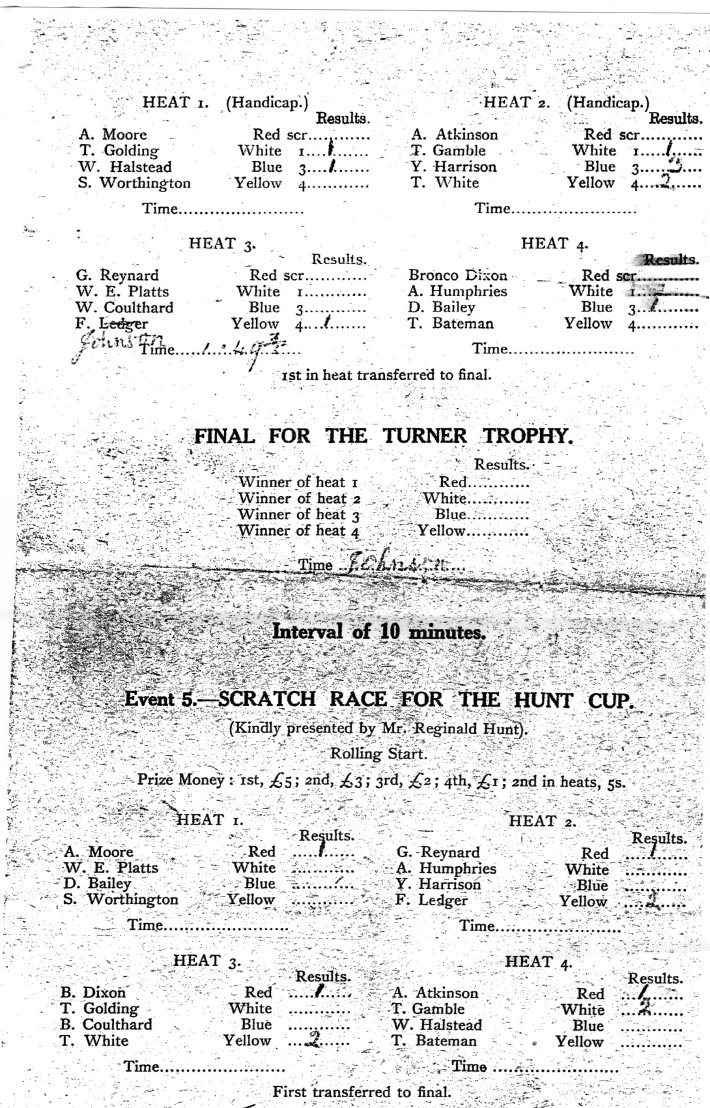 HEAT 1. (Handicap.)
Results.
A. Moore Red scr............
T. Golding White 1....1.......
W. Halstead Blue 3....1.......
S. Worthington Yellow 4............
Time........................
HEAT 2. (Handicap.)
Results.
A. Atkinson Red scr............
T. Gamble White 1....1.......
Y. Harrison Blue 3....3.......
T. White Yellow 4....2.......
Time........................
HEAT 3.
Results.
G. Reynard Red scr............
W. E. Platts White 1............
W. Coulthard Blue 3............
F. Ledger Yellow 4....1.......
Johnson
Time
HEAT 4.
Results.
Bronco Dixon Red scr............
A. Humphries White 1............
D. Bailey Blue 3....1.......
T. Bateman Yellow 4............
Time........................
1st in heat transferred to final.
FINAL FOR THE TURNER TROPHY.
Results.
Winner of heat 1 Red............
Winner of heat 2 White............
Winner of heat 3 Blue............
Winner of heat 4 Yellow............
Time ..Johnson....
Interval of 10 minutes.
Event 5.—SCRATCH RACE FOR THE HUNT CUP.
(Kindly presented by Mr. Reginald Hunt).
Rolling Start.
Prize Money : 1st, £5; 2nd, £3; 3rd, £2; 4th, £1; 2nd in heats, 5s.
HEAT 1.
Results.
A. Moore Red .....1......
W. E. Platts White ............
D. Bailey Blue ............
S. Worthington Yellow ............
Time........................
HEAT 2.
Results.
G. Reynard Red .....1......
A. Humphries White ............
Y. Harrison Blue ............
F. Ledger Yellow .....2......
Time........................
HEAT 3.
Results.
B. Dixon Red .....1......
T. Golding White ............
B. Coulthard Blue ............
T. White Yellow ....2.......
Time........................
HEAT 4.
Results.
A. Atkinson Red ...1........
T. Gamble White ....2.......
W. Halstead Blue ............
T. Bateman Yellow ............
Time ........................
First transferred to final.